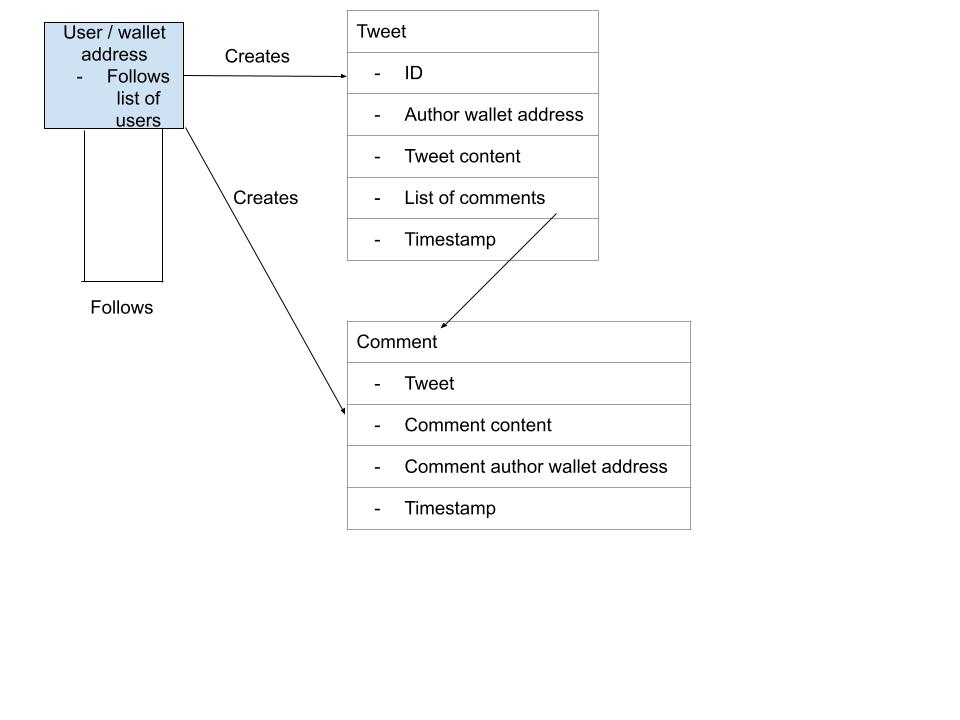 User / wallet
address
- Follows
list of
users
Creates
Creates
Follows
Tweet
- ID
- Author wallet address
- Tweet content
- List of comments
- Timestamp
Comment
- Tweet
- Comment content
- Comment author wallet address
- Timestamp